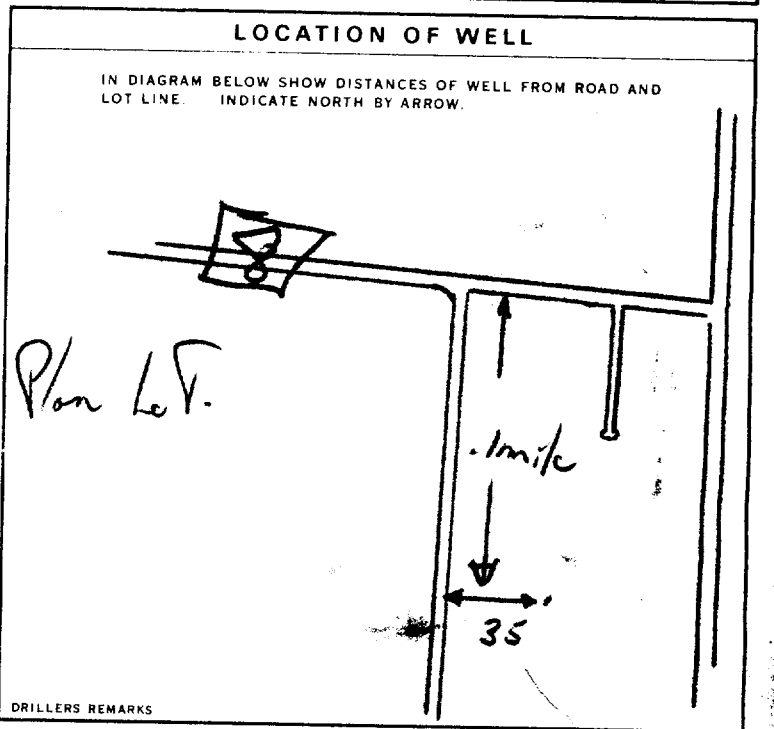 LOCATION OF WELL
IN DIAGRAM BELOW SHOW DISTANCES OF WELL FROM ROAD AND
LOT LINE. INDICATE NORTH BY ARROW.
Plan LoT.
.1mile
35
DRILLERS REMARKS